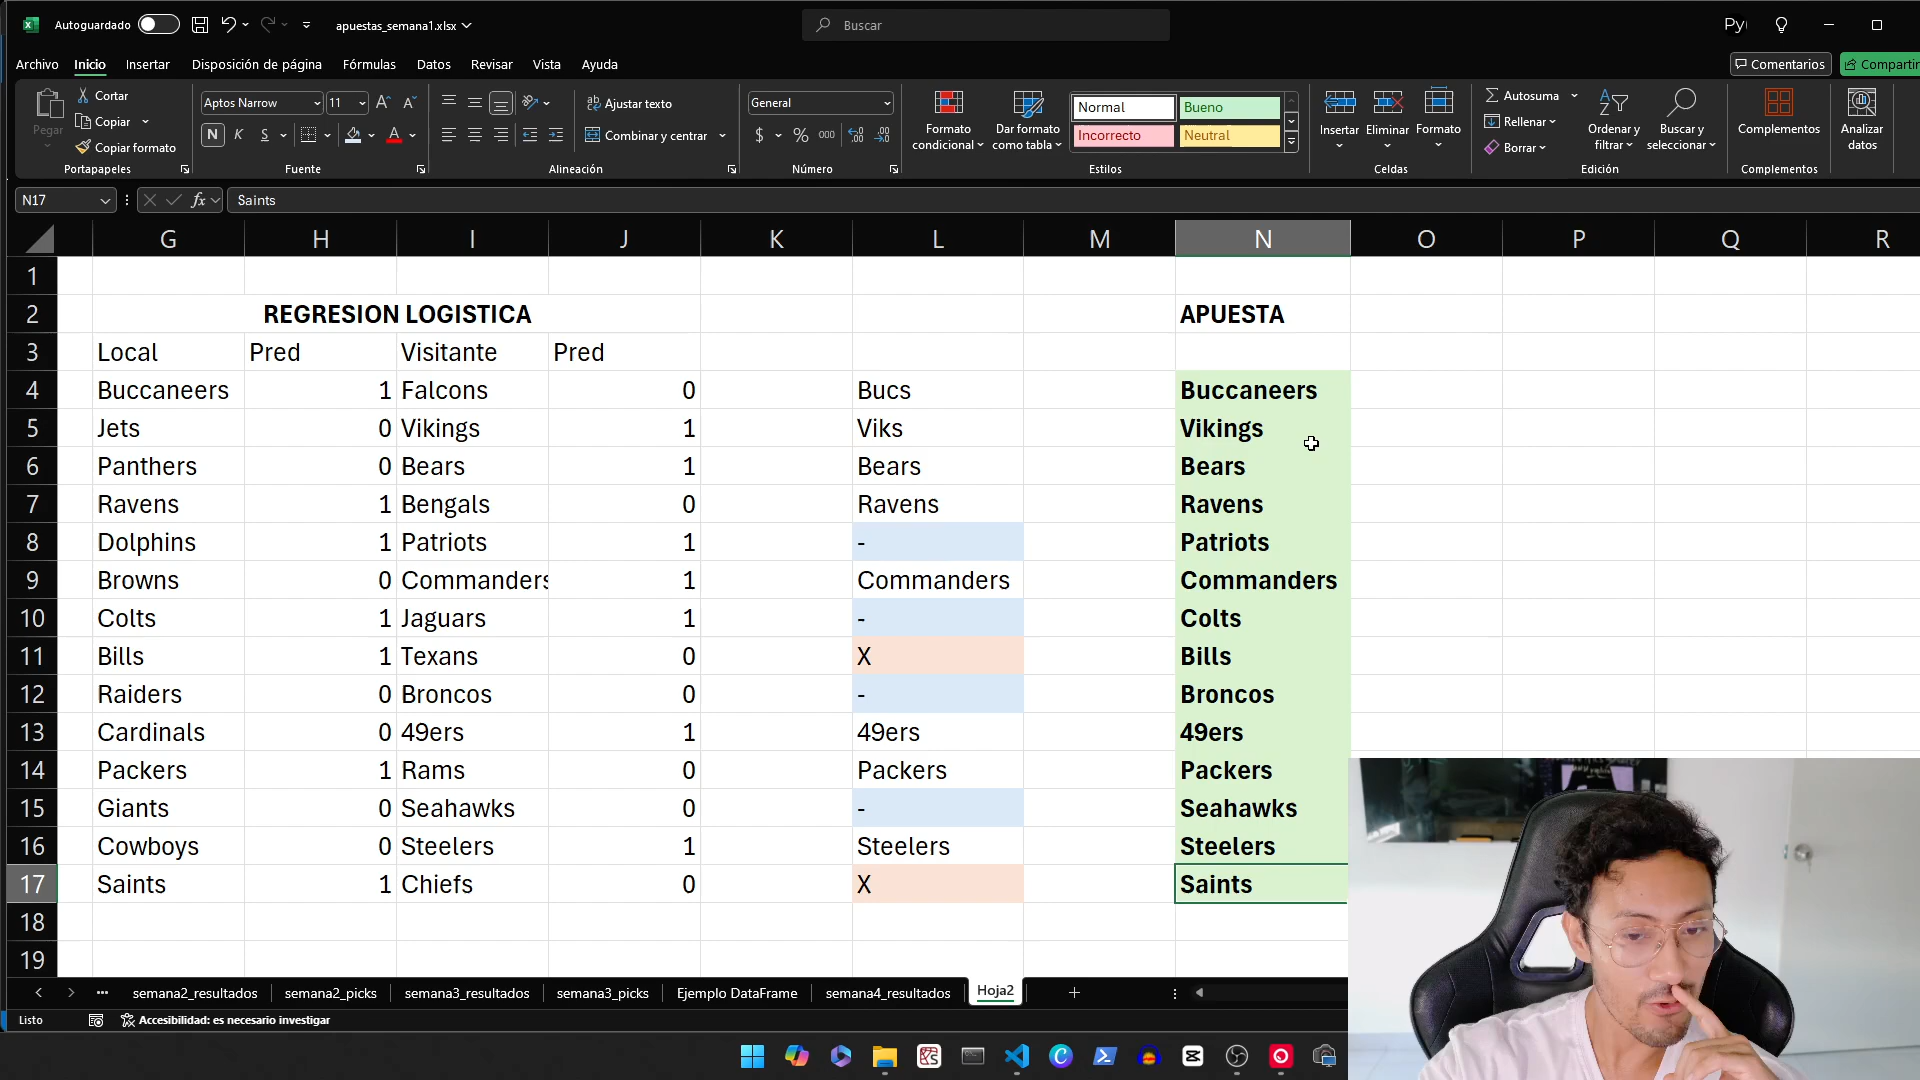 Autoguardado
apuestas_semana1.xlsx
Buscar
Py
Archivo Inicio Insertar Disposición de página Fórmulas Datos Revisar Vista Ayuda
Comentarios
Compartir
Pegar
Cortar
Copiar
Copiar formato
Portapapeles
Aptos Narrow 11
N K S
Fuente
Ajustar texto
Combinar y centrar
Alineación
General
$ % 000
Número
Formato condicional
Dar formato como tabla
Normal Bueno
Incorrecto Neutral
Estilos
Insertar Eliminar Formato
Celdas
Autosuma
Rellenar
Borrar
Ordenar y filtrar
Buscar y seleccionar
Edición
Complementos
Complementos
Analizar datos
N17 fx Saints
G H I J K L M N O P Q R
1
2 REGRESION LOGISTICA APUESTA
3 Local Pred Visitante Pred
4 Buccaneers 1 Falcons 0 Bucs Buccaneers
5 Jets 0 Vikings 1 Viks Vikings
6 Panthers 0 Bears 1 Bears Bears
7 Ravens 1 Bengals 0 Ravens Ravens
8 Dolphins 1 Patriots 1 - Patriots
9 Browns 0 Commanders 1 Commanders Commanders
10 Colts 1 Jaguars 1 - Colts
11 Bills 1 Texans 0 X Bills
12 Raiders 0 Broncos 0 - Broncos
13 Cardinals 0 49ers 1 49ers 49ers
14 Packers 1 Rams 0 Packers Packers
15 Giants 0 Seahawks 0 - Seahawks
16 Cowboys 0 Steelers 1 Steelers Steelers
17 Saints 1 Chiefs 0 X Saints
18
19
semana2_resultados semana2_picks semana3_resultados semana3_picks Ejemplo DataFrame semana4_resultados Hoja2
Listo
Accesibilidad: es necesario investigar